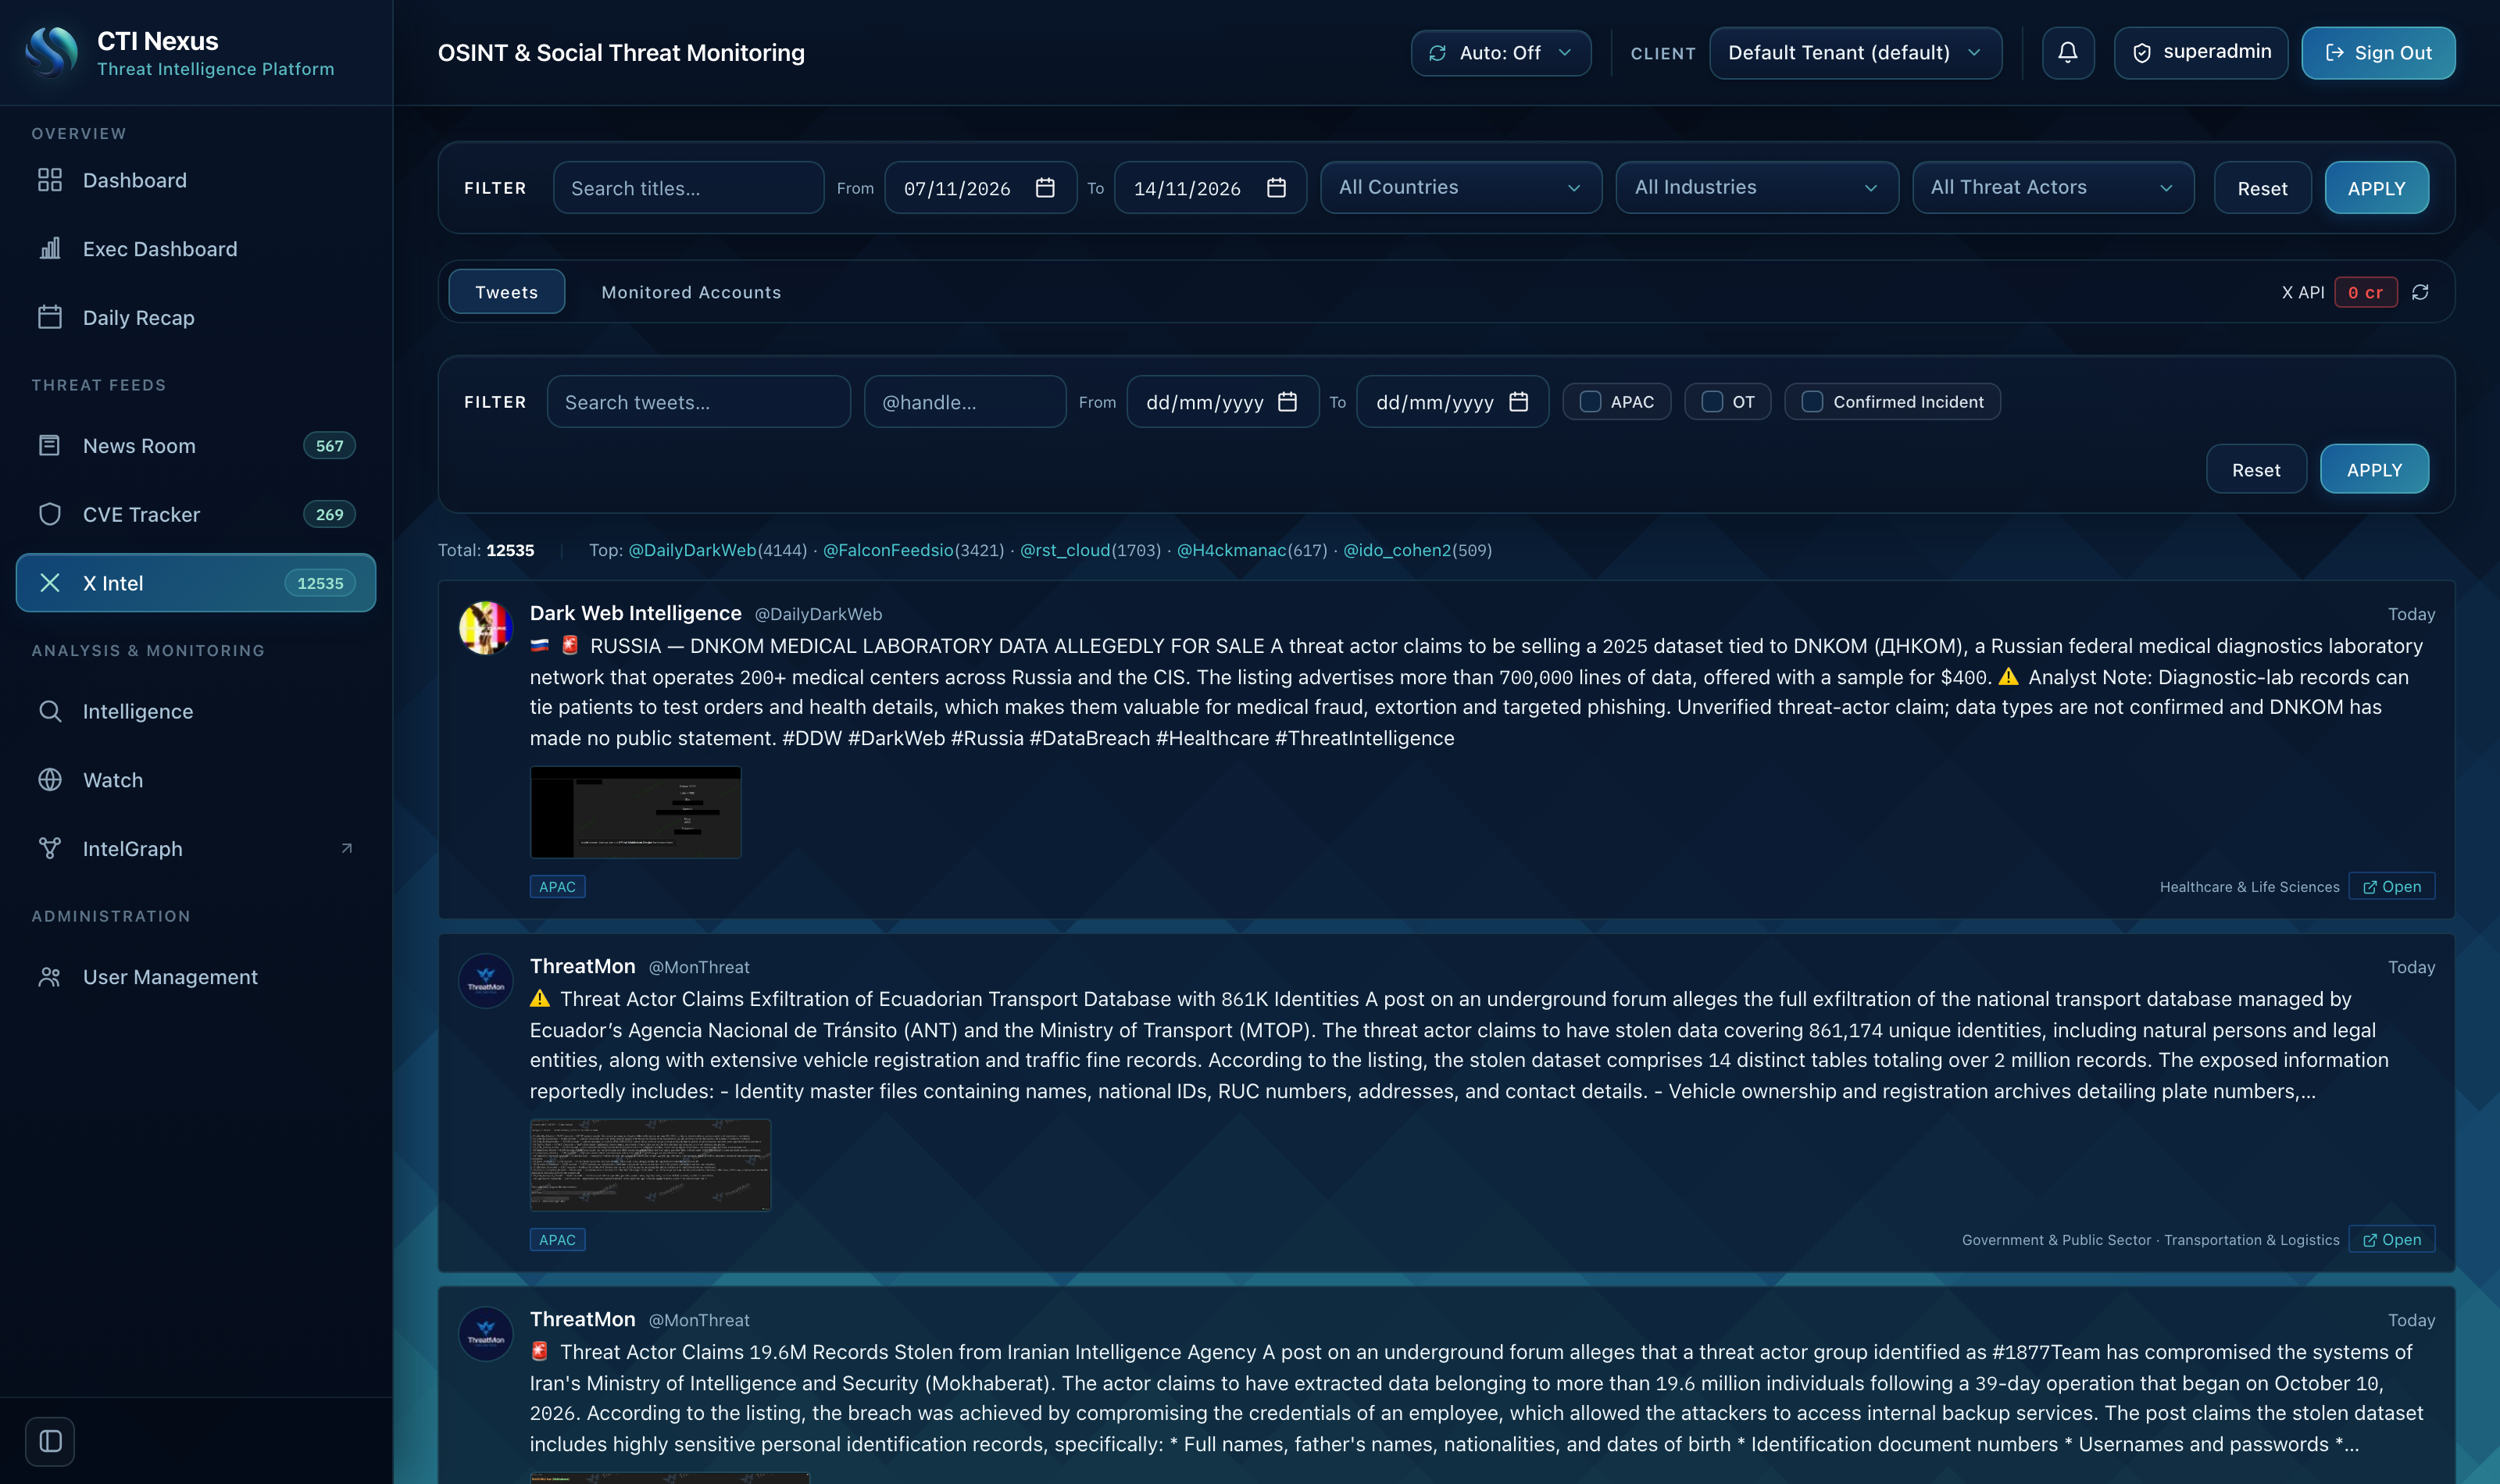 CTI Nexus
Threat Intelligence Platform
OSINT & Social Threat Monitoring
Auto: Off
CLIENT
Default Tenant (default)
superadmin
Sign Out
OVERVIEW
Dashboard
Exec Dashboard
Daily Recap
THREAT FEEDS
News Room 567
CVE Tracker 269
X Intel 12535
ANALYSIS & MONITORING
Intelligence
Watch
IntelGraph
ADMINISTRATION
User Management
FILTER Search titles... From 07/11/2026 To 14/11/2026 All Countries All Industries All Threat Actors Reset APPLY
Tweets Monitored Accounts X API 0 cr
FILTER Search tweets... @handle... From dd/mm/yyyy To dd/mm/yyyy APAC OT Confirmed Incident
Reset APPLY
Total: 12535 Top: @DailyDarkWeb(4144) · @FalconFeedsio(3421) · @rst_cloud(1703) · @H4ckmanac(617) · @ido_cohen2(509)
Dark Web Intelligence @DailyDarkWeb Today
🇷🇺 🚨 RUSSIA — DNKOM MEDICAL LABORATORY DATA ALLEGEDLY FOR SALE A threat actor claims to be selling a 2025 dataset tied to DNKOM (ДНКОМ), a Russian federal medical diagnostics laboratory
network that operates 200+ medical centers across Russia and the CIS. The listing advertises more than 700,000 lines of data, offered with a sample for $400. ⚠️ Analyst Note: Diagnostic-lab records can
tie patients to test orders and health details, which makes them valuable for medical fraud, extortion and targeted phishing. Unverified threat-actor claim; data types are not confirmed and DNKOM has
made no public statement. #DDW #DarkWeb #Russia #DataBreach #Healthcare #ThreatIntelligence
APAC Healthcare & Life Sciences Open
ThreatMon
ThreatMon @MonThreat Today
⚠️ Threat Actor Claims Exfiltration of Ecuadorian Transport Database with 861K Identities A post on an underground forum alleges the full exfiltration of the national transport database managed by
Ecuador’s Agencia Nacional de Tránsito (ANT) and the Ministry of Transport (MTOP). The threat actor claims to have stolen data covering 861,174 unique identities, including natural persons and legal
entities, along with extensive vehicle registration and traffic fine records. According to the listing, the stolen dataset comprises 14 distinct tables totaling over 2 million records. The exposed information
reportedly includes: - Identity master files containing names, national IDs, RUC numbers, addresses, and contact details. - Vehicle ownership and registration archives detailing plate numbers,...
APAC Government & Public Sector · Transportation & Logistics Open
ThreatMon
ThreatMon @MonThreat Today
🚨 Threat Actor Claims 19.6M Records Stolen from Iranian Intelligence Agency A post on an underground forum alleges that a threat actor group identified as #1877Team has compromised the systems of
Iran's Ministry of Intelligence and Security (Mokhaberat). The actor claims to have extracted data belonging to more than 19.6 million individuals following a 39-day operation that began on October 10,
2026. According to the listing, the breach was achieved by compromising the credentials of an employee, which allowed the attackers to access internal backup services. The post claims the stolen dataset
includes highly sensitive personal identification records, specifically: * Full names, father's names, nationalities, and dates of birth * Identification document numbers * Usernames and passwords *...